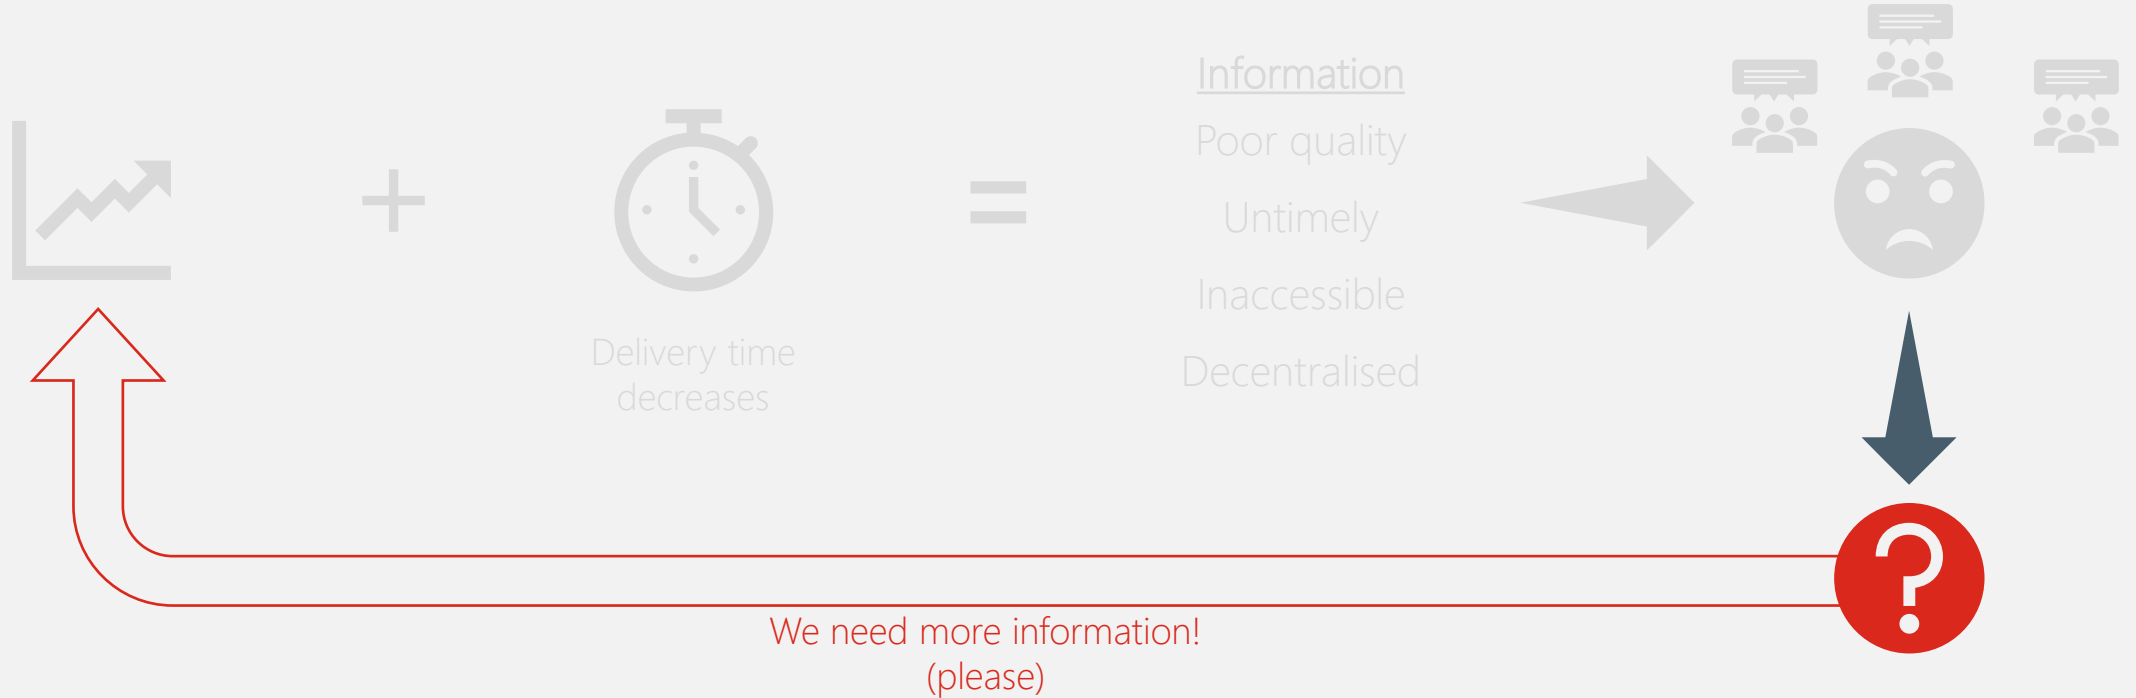 Information
Poor quality
Untimely
Inaccessible
Decentralised
Delivery time
decreases
We need more information!
(please)